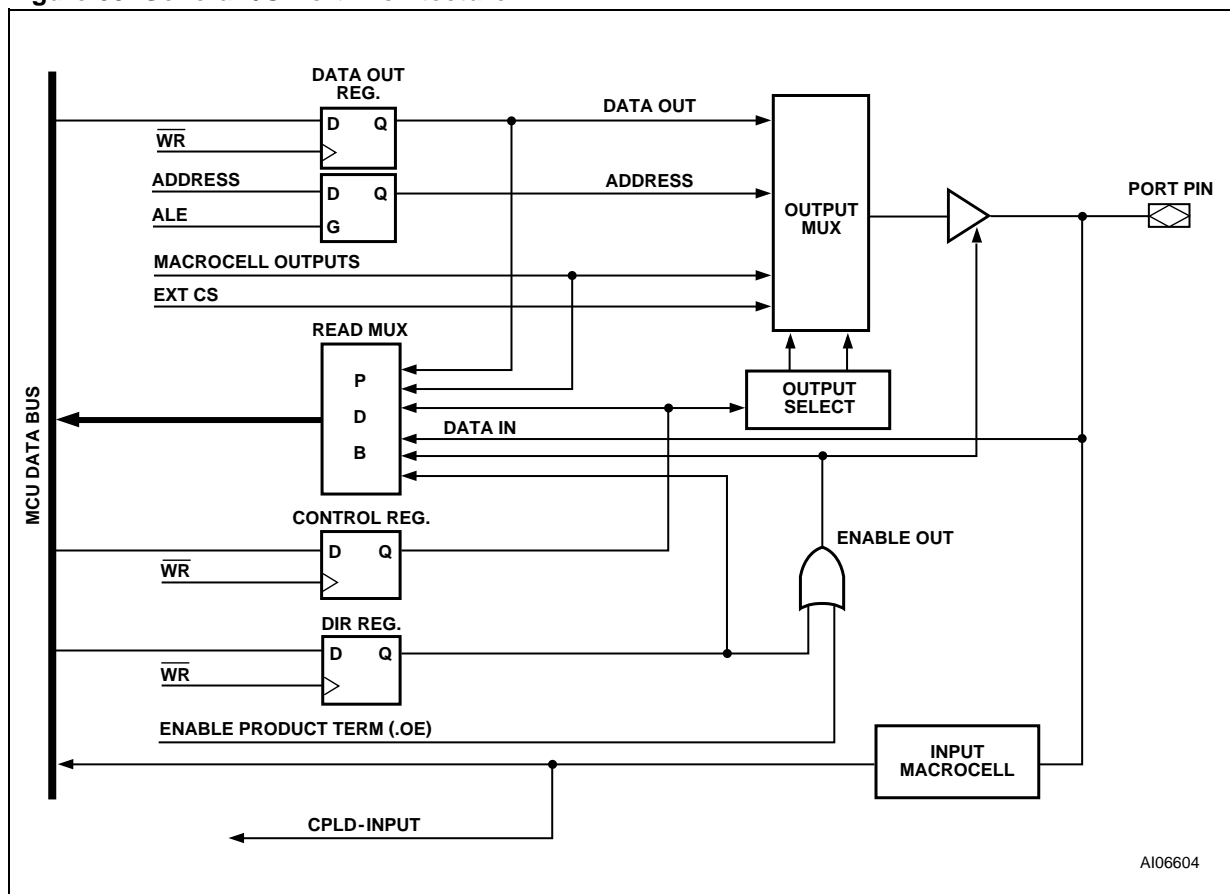 DATA OUT
REG.
D Q
WR
DATA OUT
ADDRESS
ALE
D Q
G
ADDRESS
OUTPUT
MUX
PORT PIN
MACROCELL OUTPUTS
EXT CS
READ MUX
P
D
B
OUTPUT
SELECT
DATA IN
MCU DATA BUS
CONTROL REG.
D Q
WR
ENABLE OUT
DIR REG.
D Q
WR
ENABLE PRODUCT TERM (.OE)
INPUT
MACROCELL
CPLD-INPUT
AI06604